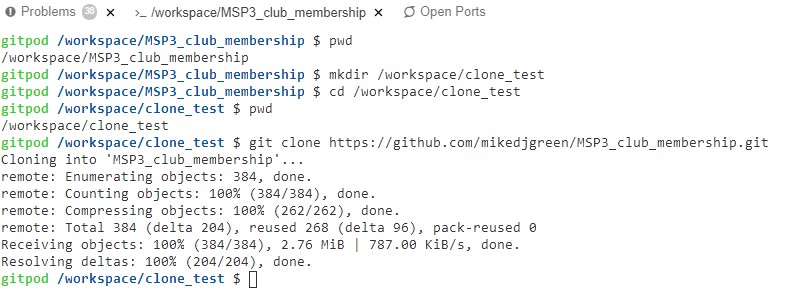 Problems 36 × >_ /workspace/MSP3_club_membership × Open Ports
gitpod /workspace/MSP3_club_membership $ pwd
/workspace/MSP3_club_membership
gitpod /workspace/MSP3_club_membership $ mkdir /workspace/clone_test
gitpod /workspace/MSP3_club_membership $ cd /workspace/clone_test
gitpod /workspace/clone_test $ pwd
/workspace/clone_test
gitpod /workspace/clone_test $ git clone https://github.com/mikedjgreen/MSP3_club_membership.git
Cloning into 'MSP3_club_membership'...
remote: Enumerating objects: 384, done.
remote: Counting objects: 100% (384/384), done.
remote: Compressing objects: 100% (262/262), done.
remote: Total 384 (delta 204), reused 268 (delta 96), pack-reused 0
Receiving objects: 100% (384/384), 2.76 MiB | 787.00 KiB/s, done.
Resolving deltas: 100% (204/204), done.
gitpod /workspace/clone_test $